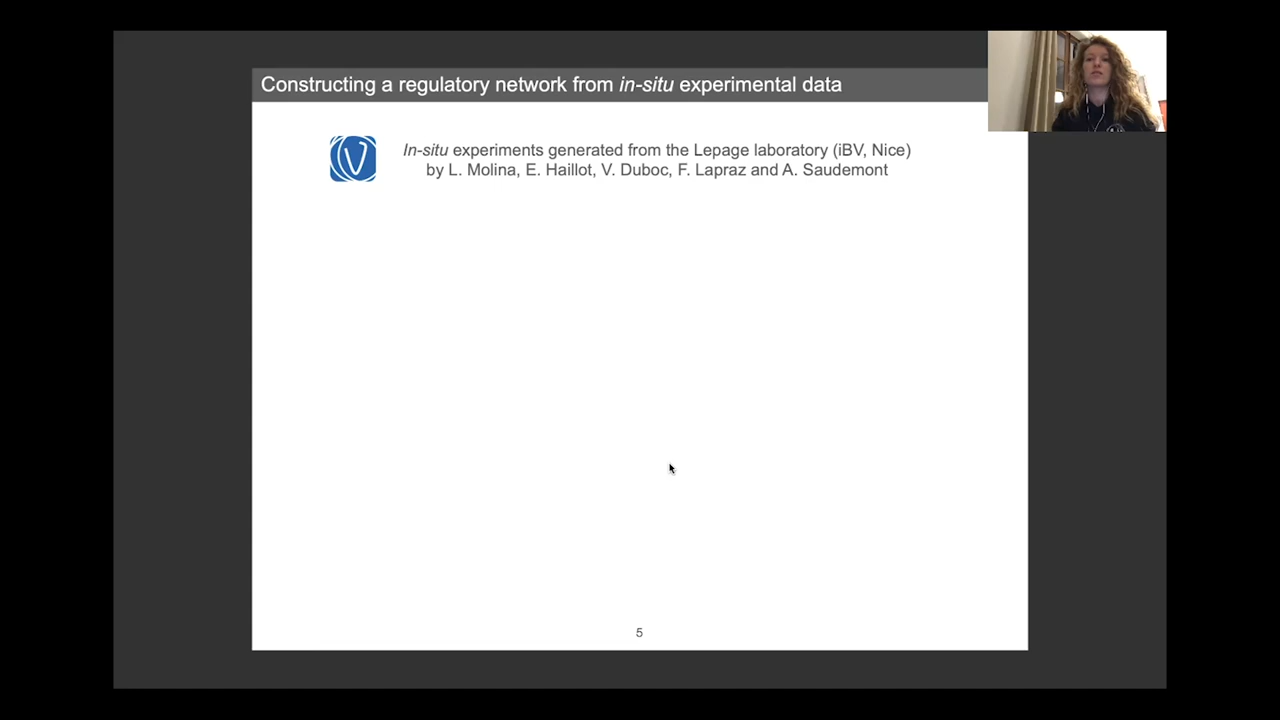 Constructing a regulatory network from in-situ experimental data
In-situ experiments generated from the Lepage laboratory (iBV, Nice)
by L. Molina, E. Haillot, V. Duboc, F. Lapraz and A. Saudemont
5